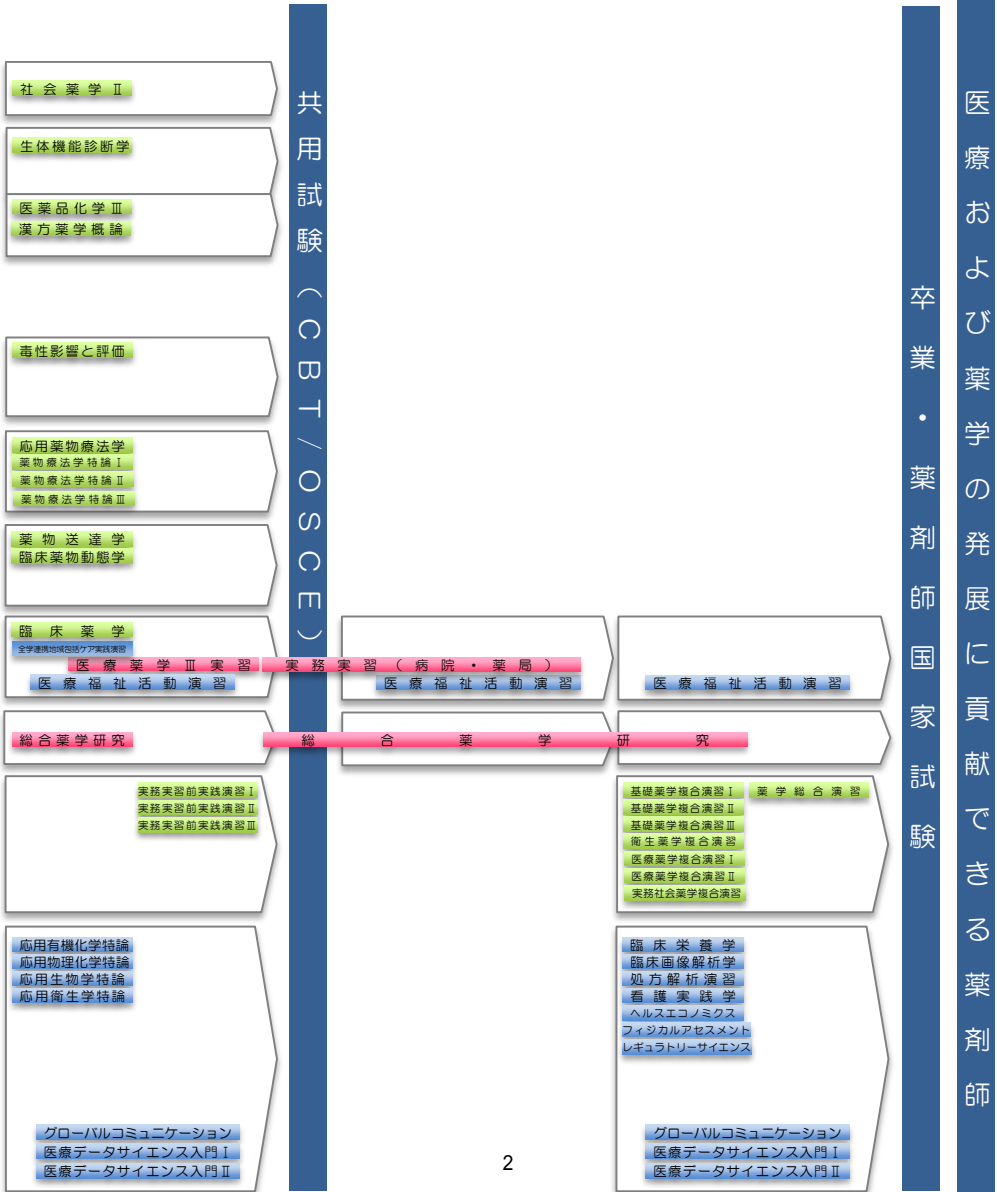 社会薬学Ⅱ
生体機能診断学
医薬品化学Ⅲ
漢方薬学概論
毒性影響と評価
応用薬物療法学
薬物療法学特論Ⅰ
薬物療法学特論Ⅱ
薬物療法学特論Ⅲ
薬物送達学
臨床薬物動態学
臨床薬学
全学連携地域包括ケア実践演習
医療薬学Ⅲ実習
医療福祉活動演習
総合薬学研究
実務実習前実践演習Ⅰ
実務実習前実践演習Ⅱ
実務実習前実践演習Ⅲ
応用有機化学特論
応用物理化学特論
応用生物学特論
応用衛生学特論
グローバルコミュニケーション
医療データサイエンス入門Ⅰ
医療データサイエンス入門Ⅱ
共用試験（CBT/OSCE）
実務実習（病院・薬局）
医療福祉活動演習
総合薬学研究
医療福祉活動演習
基礎薬学複合演習Ⅰ
基礎薬学複合演習Ⅱ
基礎薬学複合演習Ⅲ
衛生薬学複合演習
医療薬学複合演習Ⅰ
医療薬学複合演習Ⅱ
実務社会薬学複合演習
薬学総合演習
臨床栄養学
臨床画像解析学
処方解析演習
看護実践学
ヘルスエコノミクス
フィジカルアセスメント
レギュラトリーサイエンス
グローバルコミュニケーション
医療データサイエンス入門Ⅰ
医療データサイエンス入門Ⅱ
卒業・薬剤師国家試験
医療および薬学の発展に貢献できる薬剤師
2